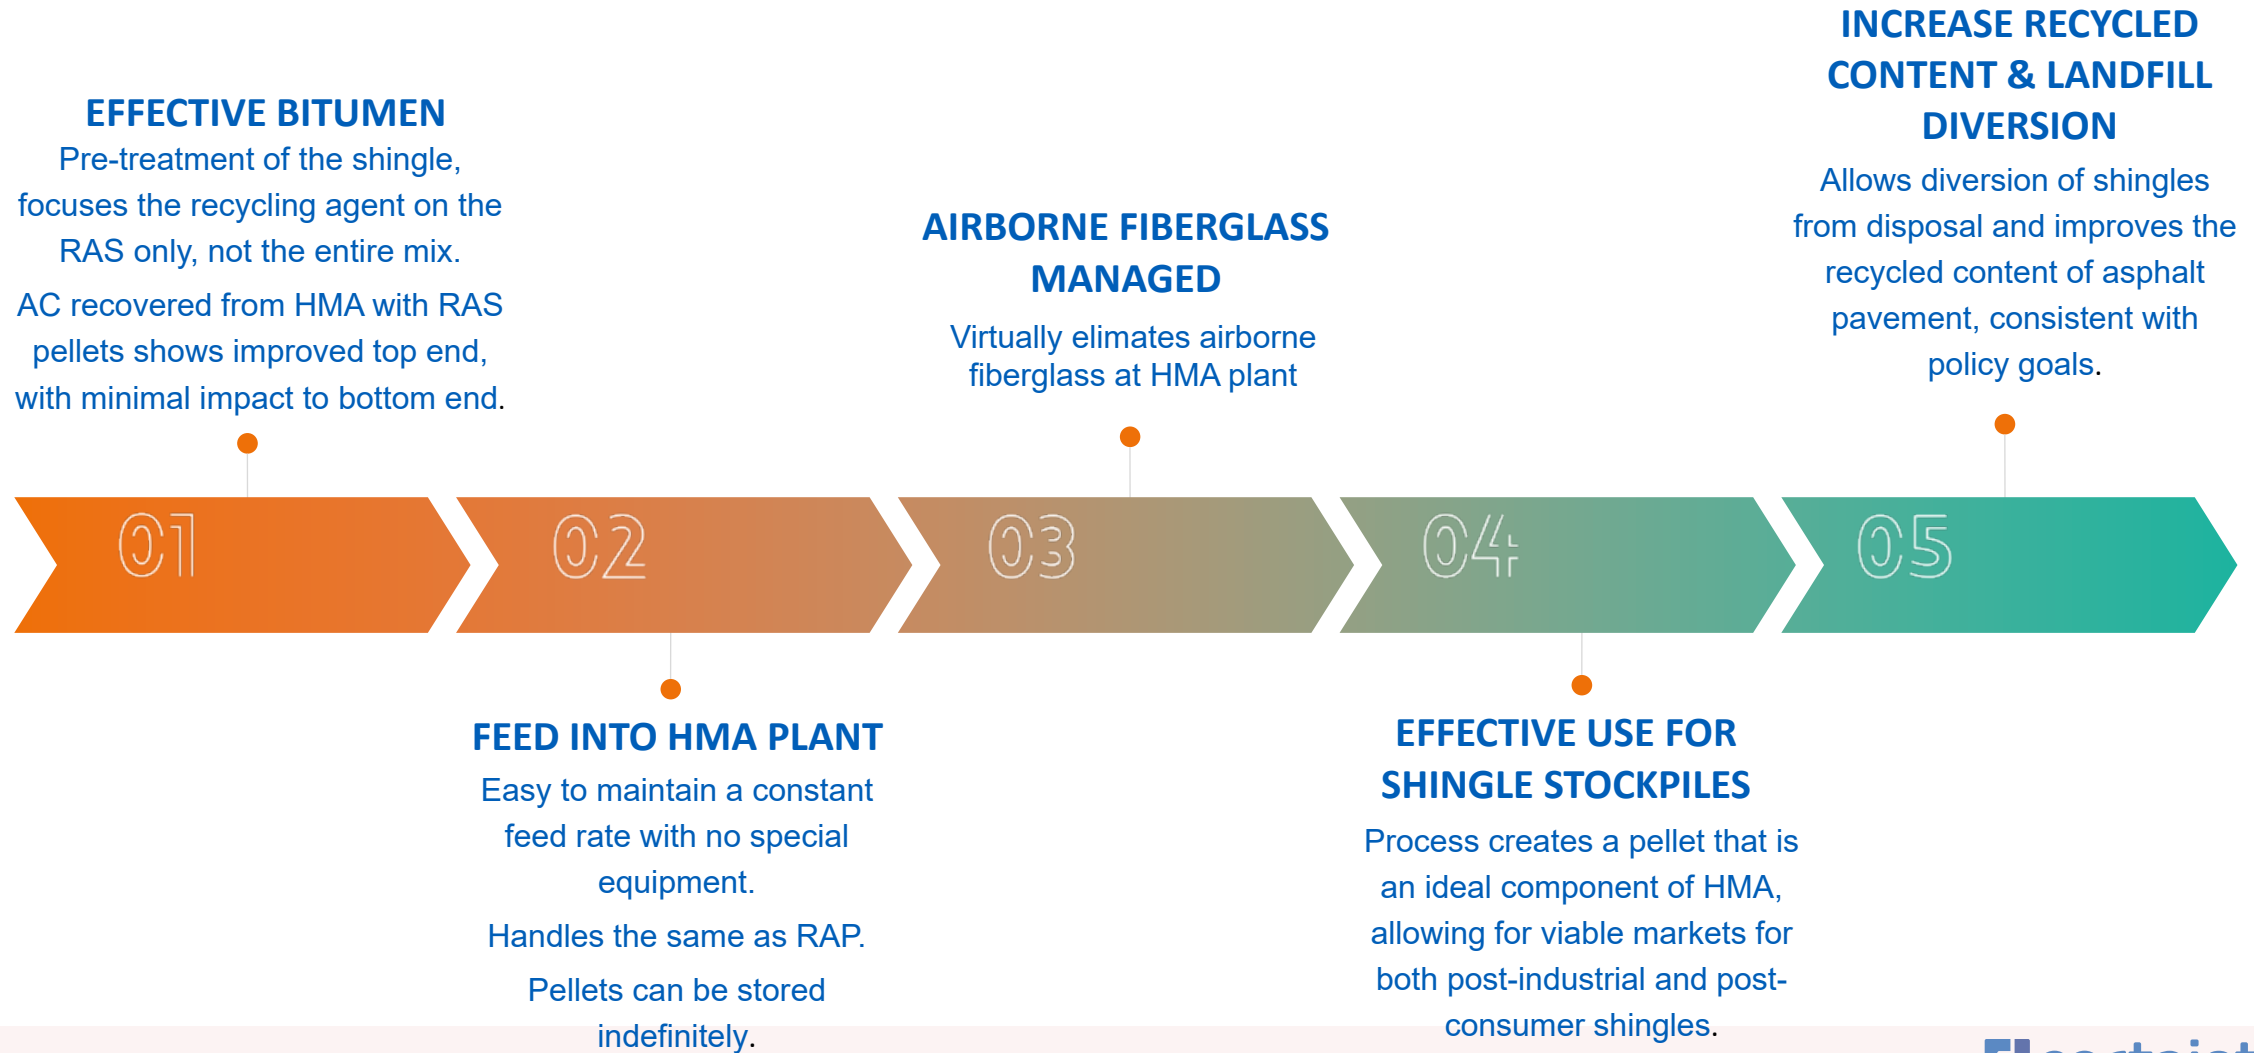 EFFECTIVE BITUMEN
Pre-treatment of the shingle,
focuses the recycling agent on the
RAS only, not the entire mix.
AC recovered from HMA with RAS
pellets shows improved top end,
with minimal impact to bottom end.
AIRBORNE FIBERGLASS
MANAGED
Virtually elimates airborne
fiberglass at HMA plant
INCREASE RECYCLED
CONTENT & LANDFILL
DIVERSION
Allows diversion of shingles
from disposal and improves the
recycled content of asphalt
pavement, consistent with
policy goals.
01
02
03
04
05
FEED INTO HMA PLANT
Easy to maintain a constant
feed rate with no special
equipment.
Handles the same as RAP.
Pellets can be stored
indefinitely.
EFFECTIVE USE FOR
SHINGLE STOCKPILES
Process creates a pellet that is
an ideal component of HMA,
allowing for viable markets for
both post-industrial and post-
consumer shingles.